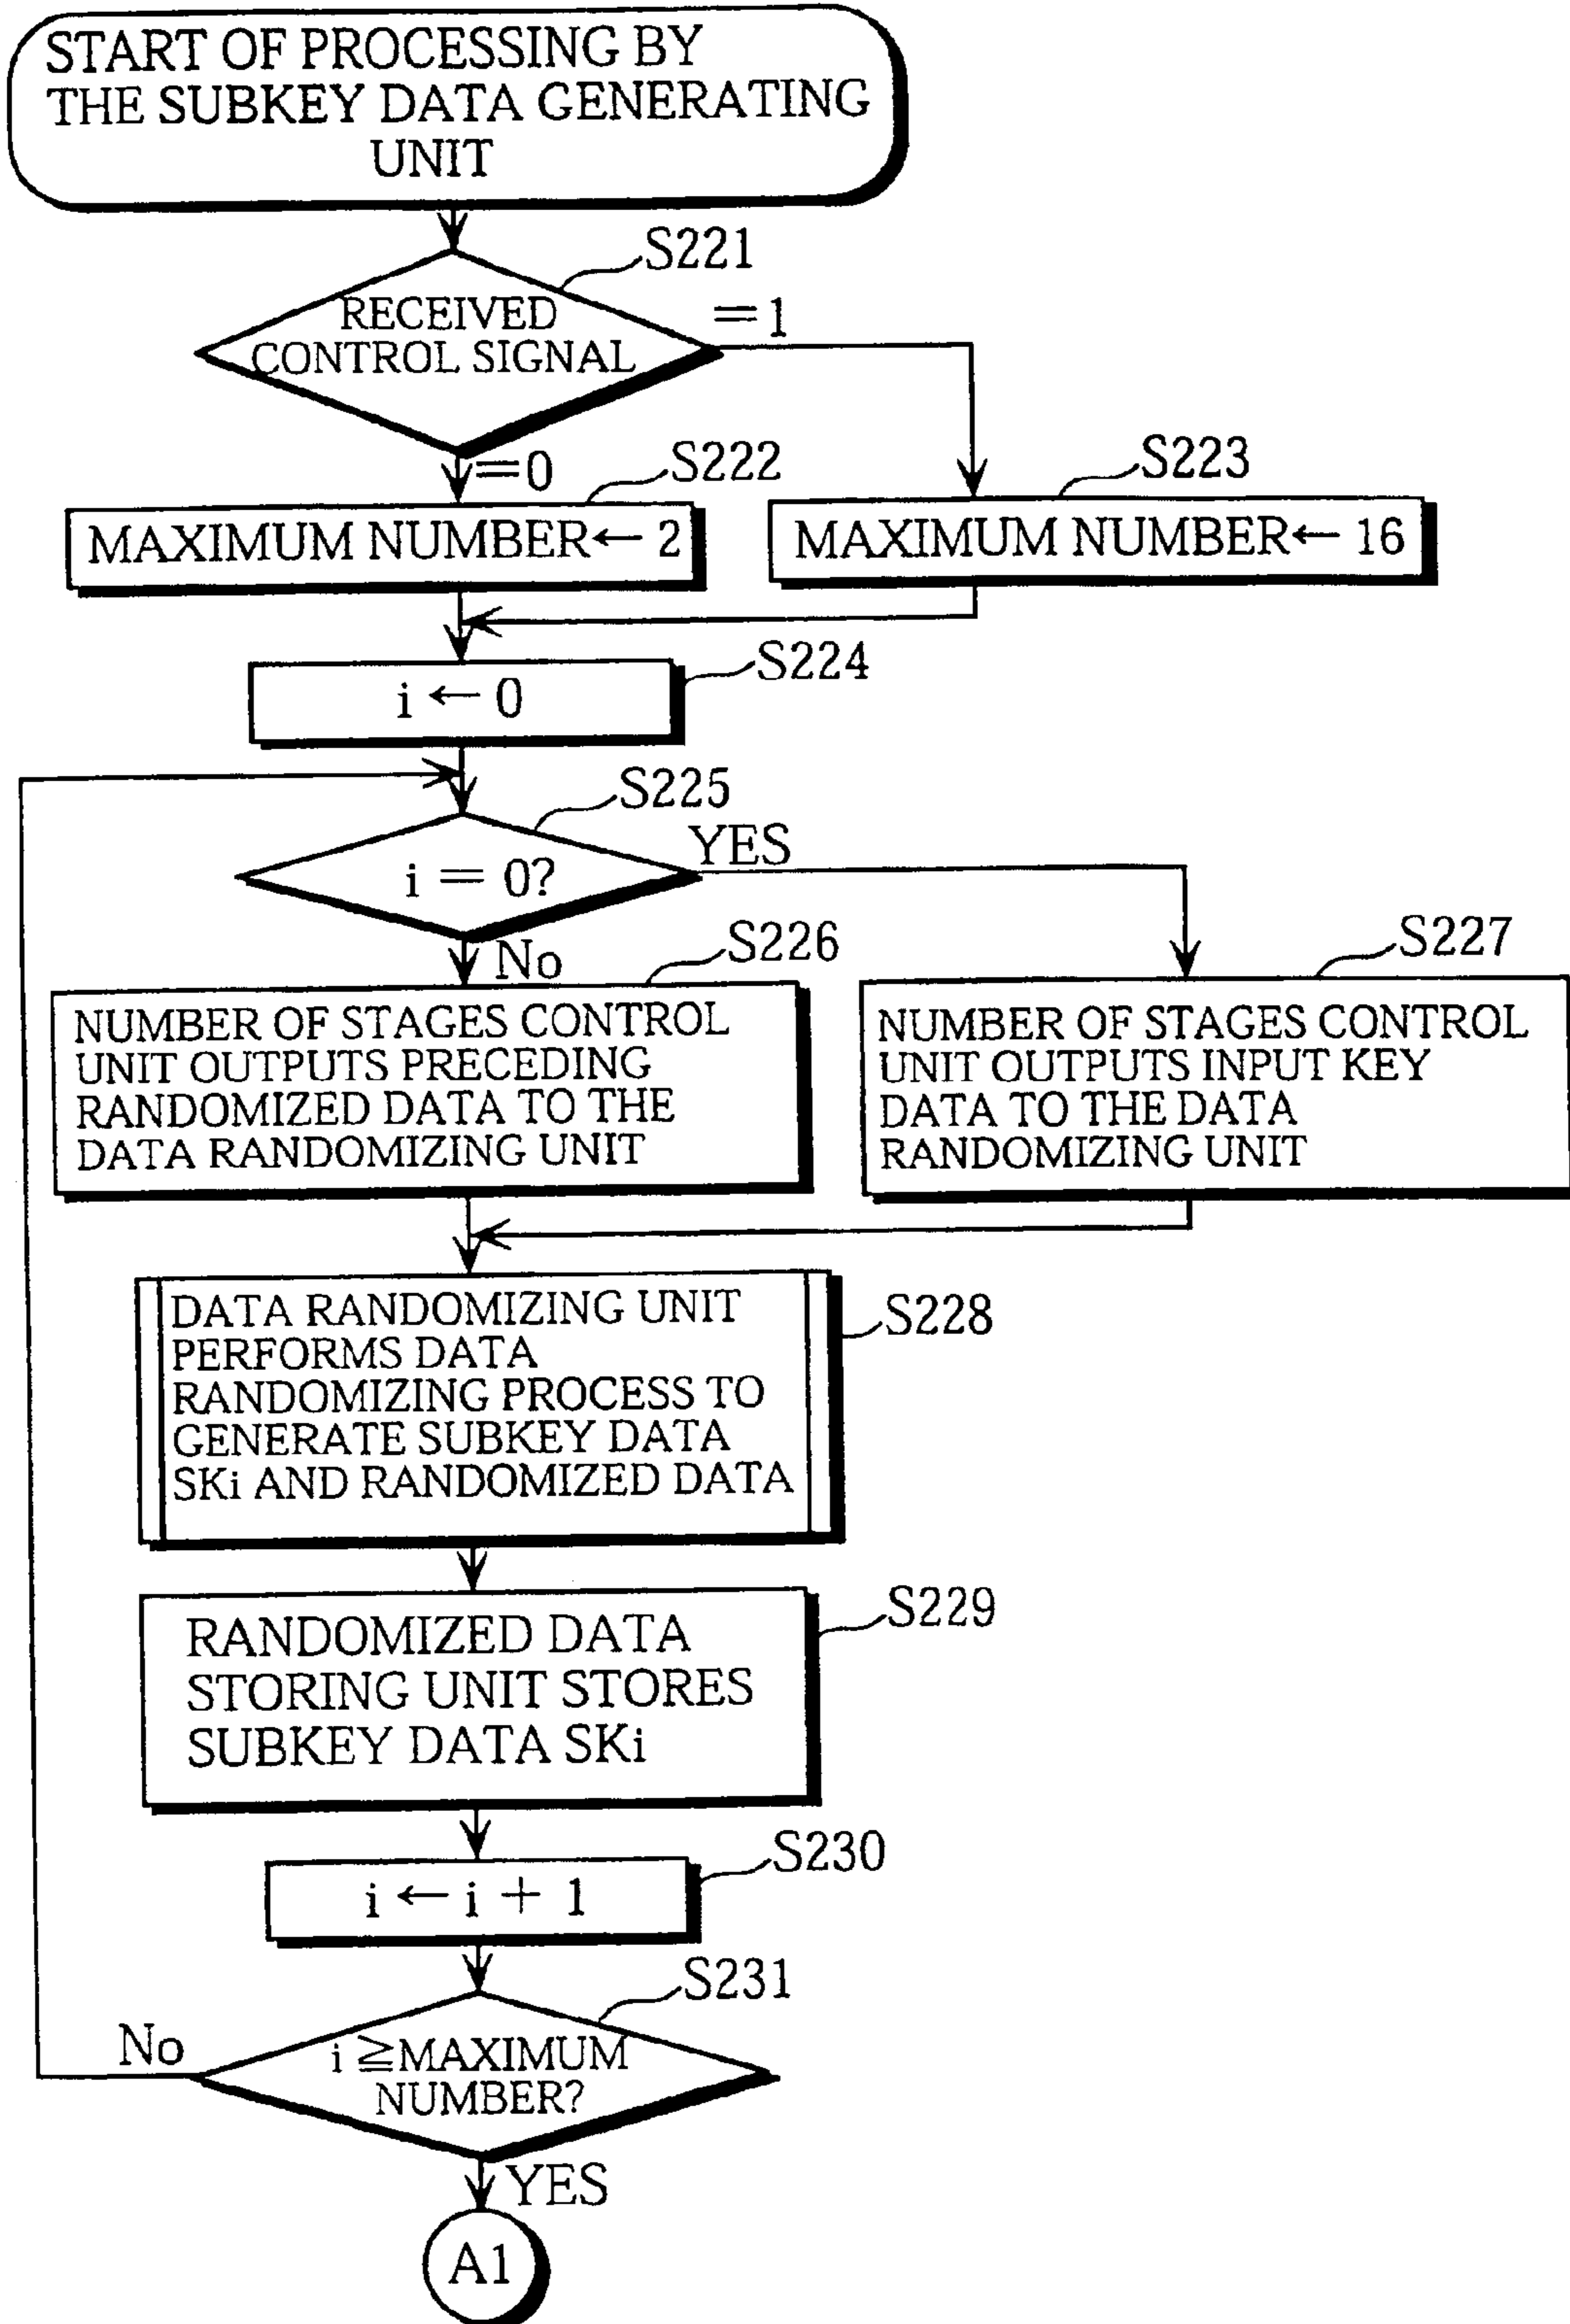 START OF PROCESSING BY
THE SUBKEY DATA GENERATING
UNIT
S221
RECEIVED
CONTROL SIGNAL
=1
=0
S222
S223
MAXIMUM NUMBER← 2
MAXIMUM NUMBER← 16
S224
i ← 0
S225
i = 0?
YES
No
S226
S227
NUMBER OF STAGES CONTROL
UNIT OUTPUTS PRECEDING
RANDOMIZED DATA TO THE
DATA RANDOMIZING UNIT
NUMBER OF STAGES CONTROL
UNIT OUTPUTS INPUT KEY
DATA TO THE DATA
RANDOMIZING UNIT
DATA RANDOMIZING UNIT
PERFORMS DATA
RANDOMIZING PROCESS TO
GENERATE SUBKEY DATA
SKi AND RANDOMIZED DATA
S228
RANDOMIZED DATA
STORING UNIT STORES
SUBKEY DATA SKi
S229
S230
i ← i + 1
S231
No
i ≧MAXIMUM
NUMBER?
YES
A1